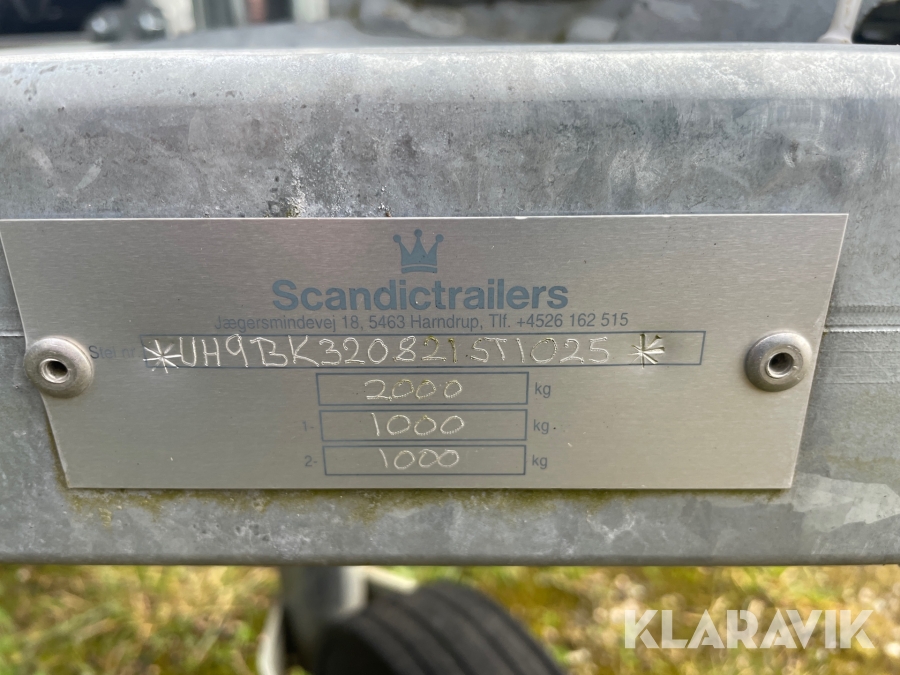 Scandictrailers
Jægersmindevej 18, 5463 Harndrup, Tlf. +4526 162 515
Stel nr. *UH9BK320821ST1025*
2000 kg
1- 1000 kg.
2- 1000 kg
KLARAVIK